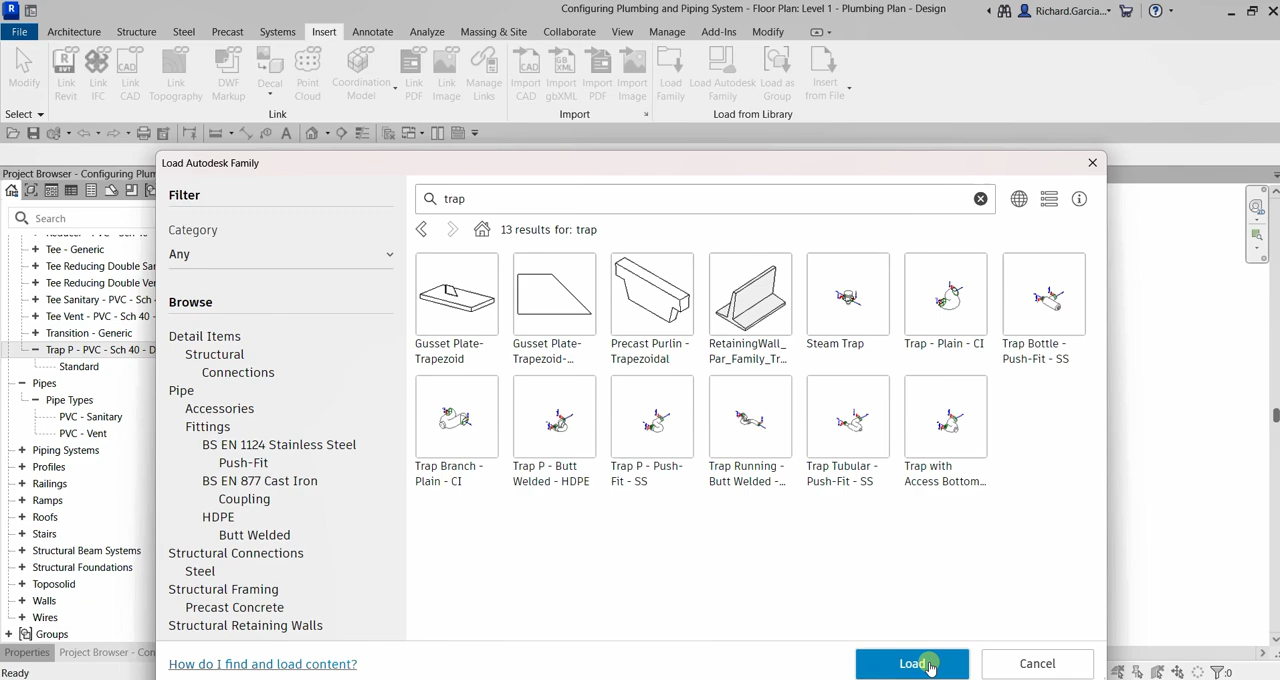 Configuring Plumbing and Piping System - Floor Plan: Level 1 - Plumbing Plan - Design
Richard.Garcia...
File Architecture Structure Steel Precast Systems Insert Annotate Analyze Massing & Site Collaborate View Manage Add-Ins Modify
Modify
Link Revit
Link IFC
Link CAD
Link Topography
DWF Markup
Decal
Point Cloud
Coordination Model
Link PDF
Link Image
Manage Links
Import CAD
Import gbXML
Import PDF
Import Image
Load Family
Load Autodesk Family
Load as Group
Insert from File
Select
Link
Import
Load from Library
Project Browser - Configuring Plum
Search
Tee - Generic
Tee Reducing Double Sa
Tee Reducing Double Ve
Tee Sanitary - PVC - Sch
Tee Vent - PVC - Sch 40 -
Transition - Generic
Trap P - PVC - Sch 40 - D
Standard
Pipes
Pipe Types
PVC - Sanitary
PVC - Vent
Piping Systems
Profiles
Railings
Ramps
Roofs
Stairs
Structural Beam Systems
Structural Foundations
Toposolid
Walls
Wires
Groups
Properties Project Browser - Con
Ready
Load Autodesk Family
Filter
Category
Any
Browse
Detail Items
Structural
Connections
Pipe
Accessories
Fittings
BS EN 1124 Stainless Steel
Push-Fit
BS EN 877 Cast Iron
Coupling
HDPE
Butt Welded
Structural Connections
Steel
Structural Framing
Precast Concrete
Structural Retaining Walls
trap
13 results for: trap
Gusset Plate-
Trapezoid
Gusset Plate-
Trapezoid-...
Precast Purlin -
Trapezoidal
RetainingWall_
Par_Family_Tr...
Steam Trap
Trap - Plain - CI
Trap Bottle -
Push-Fit - SS
Trap Branch -
Plain - CI
Trap P - Butt
Welded - HDPE
Trap P - Push-
Fit - SS
Trap Running -
Butt Welded -...
Trap Tubular -
Push-Fit - SS
Trap with
Access Bottom...
How do I find and load content?
Load
Cancel
:0